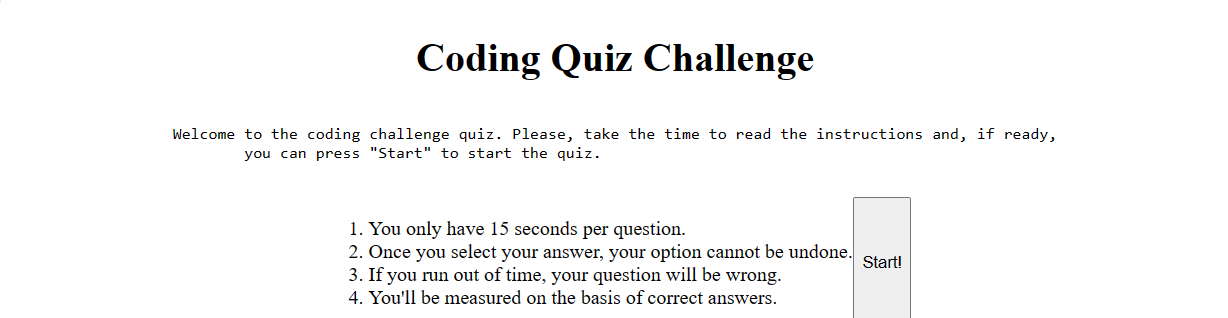 Coding Quiz Challenge
Welcome to the coding challenge quiz. Please, take the time to read the instructions and, if ready,
you can press "Start" to start the quiz.
1. You only have 15 seconds per question.
2. Once you select your answer, your option cannot be undone.
3. If you run out of time, your question will be wrong.
4. You'll be measured on the basis of correct answers.
Start!